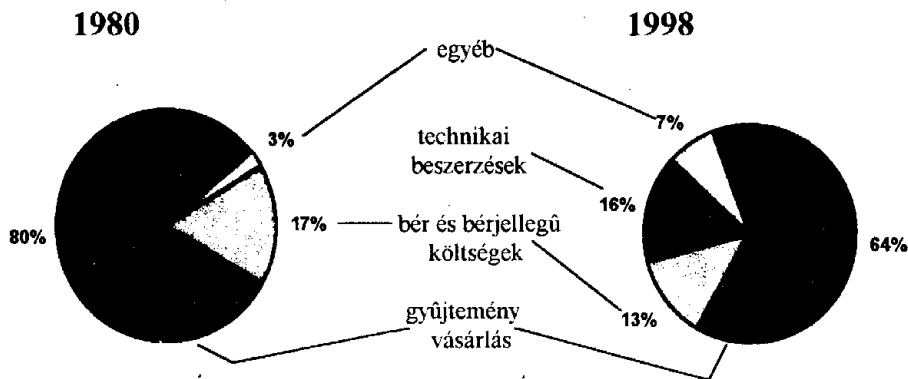 1980
1998
egyéb
3%
7%
technikai
beszerzések
16%
80%
17%
bér és bérjellegû
költségek
64%
13%
gyûjtemény
vásárlás